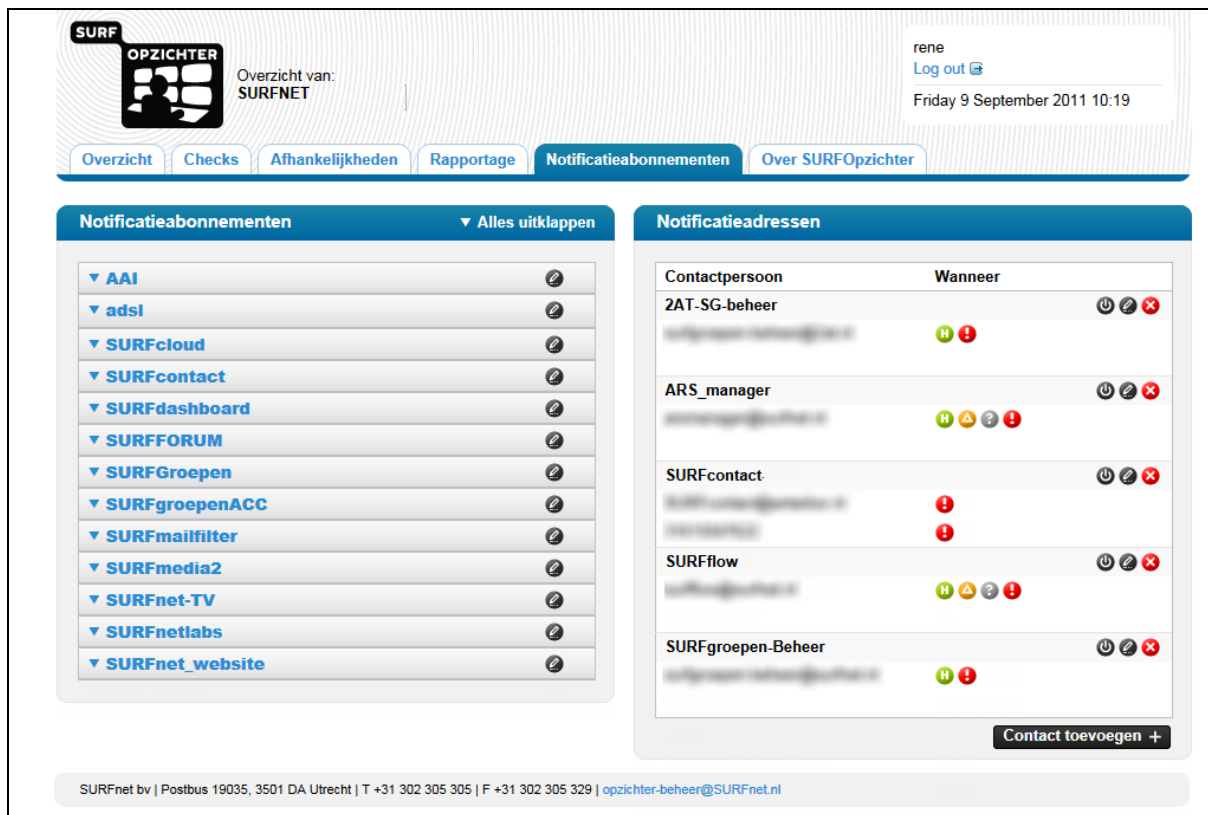 SURF
OPZICHTER
Overzicht van:
SURFNET
rene
Log out
Friday 9 September 2011 10:19
Overzicht Checks Afhankelijkheden Rapportage Notificatieabonnementen Over SURFOpzichter
Notificatieabonnementen ▼ Alles uitklappen
▼ AAI
▼ adsl
▼ SURFcloud
▼ SURFcontact
▼ SURFdashboard
▼ SURFFORUM
▼ SURFGroepen
▼ SURFgroepenACC
▼ SURFmailfilter
▼ SURFmedia2
▼ SURFnet-TV
▼ SURFnetlabs
▼ SURFnet_website
Notificatieadressen
Contactpersoon Wanneer
2AT-SG-beheer
H !
ARS_manager
H ? !
SURFcontact
!
!
SURFflow
H ? !
SURFgroepen-Beheer
H !
Contact toevoegen +
SURFnet bv | Postbus 19035, 3501 DA Utrecht | T +31 302 305 305 | F +31 302 305 329 | opzichter-beheer@SURFnet.nl